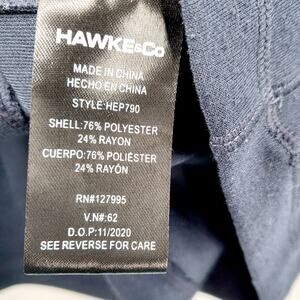 HAWKE&Co
MADE IN CHINA
HECHO EN CHINA
STYLE:HEP790
SHELL:76% POLYESTER
24% RAYON
CUERPO:76% POLIÉSTER
24% RAYÓN
RN#127995
V.N#:62
D.O.P:11/2020
SEE REVERSE FOR CARE